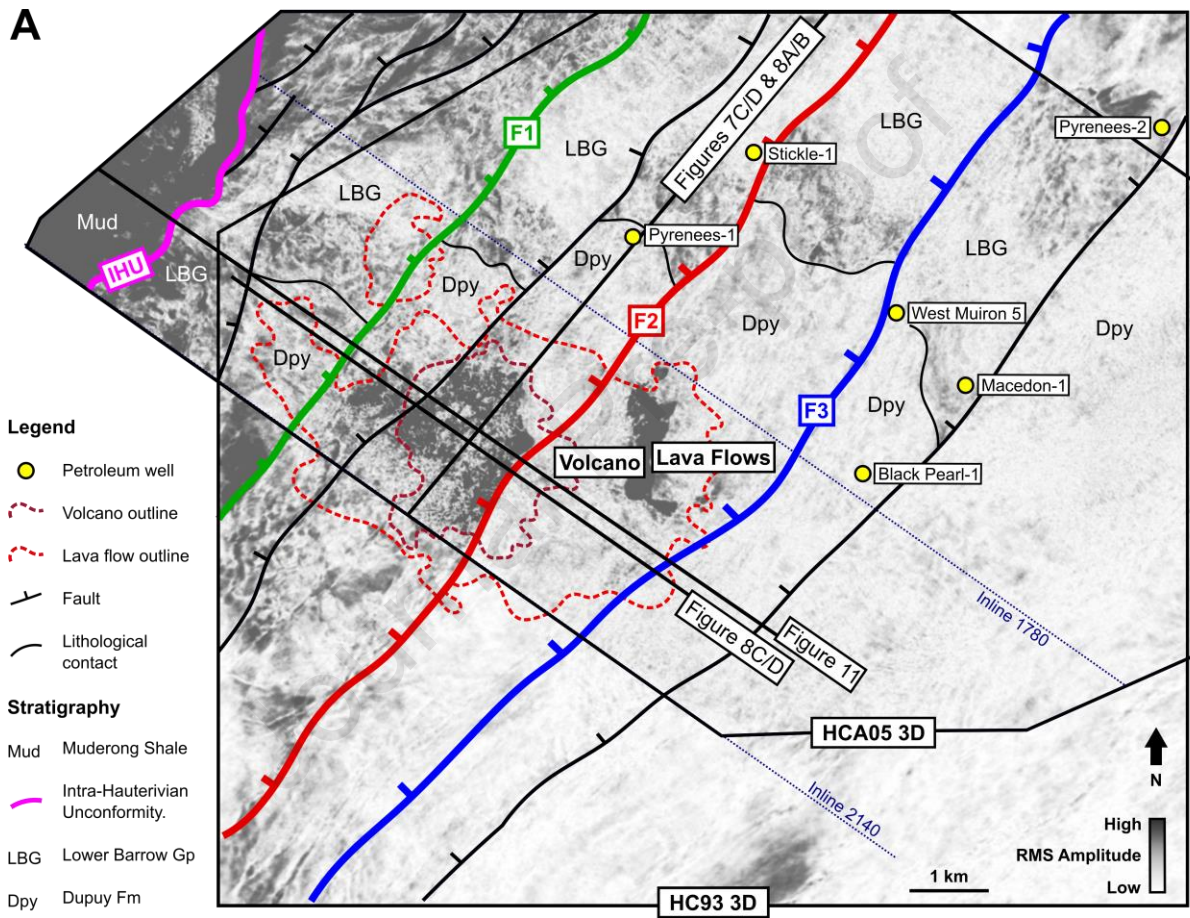 A
F1
LBG
Figures 7C/D & 8A/B
LBG
Pyrenees-2
Stickle-1
LBG
Mud
IHU
LBG
Pyrenees-1
LBG
Dpy
Dpy
West Muiron 5
F2
Dpy
Dpy
Dpy
Macedon-1
F3
Dpy
Volcano
Lava Flows
Black Pearl-1
Legend
Petroleum well
Volcano outline
Lava flow outline
Fault
Lithological
contact
Inline 1780
Figure 8C/D
Figure 11
Stratigraphy
Mud Muderong Shale
Intra-Hauterivian
Unconformity.
LBG Lower Barrow Gp
Dpy Dupuy Fm
HCA05 3D
N
Inline 2140
High
RMS Amplitude
Low
1 km
HC93 3D